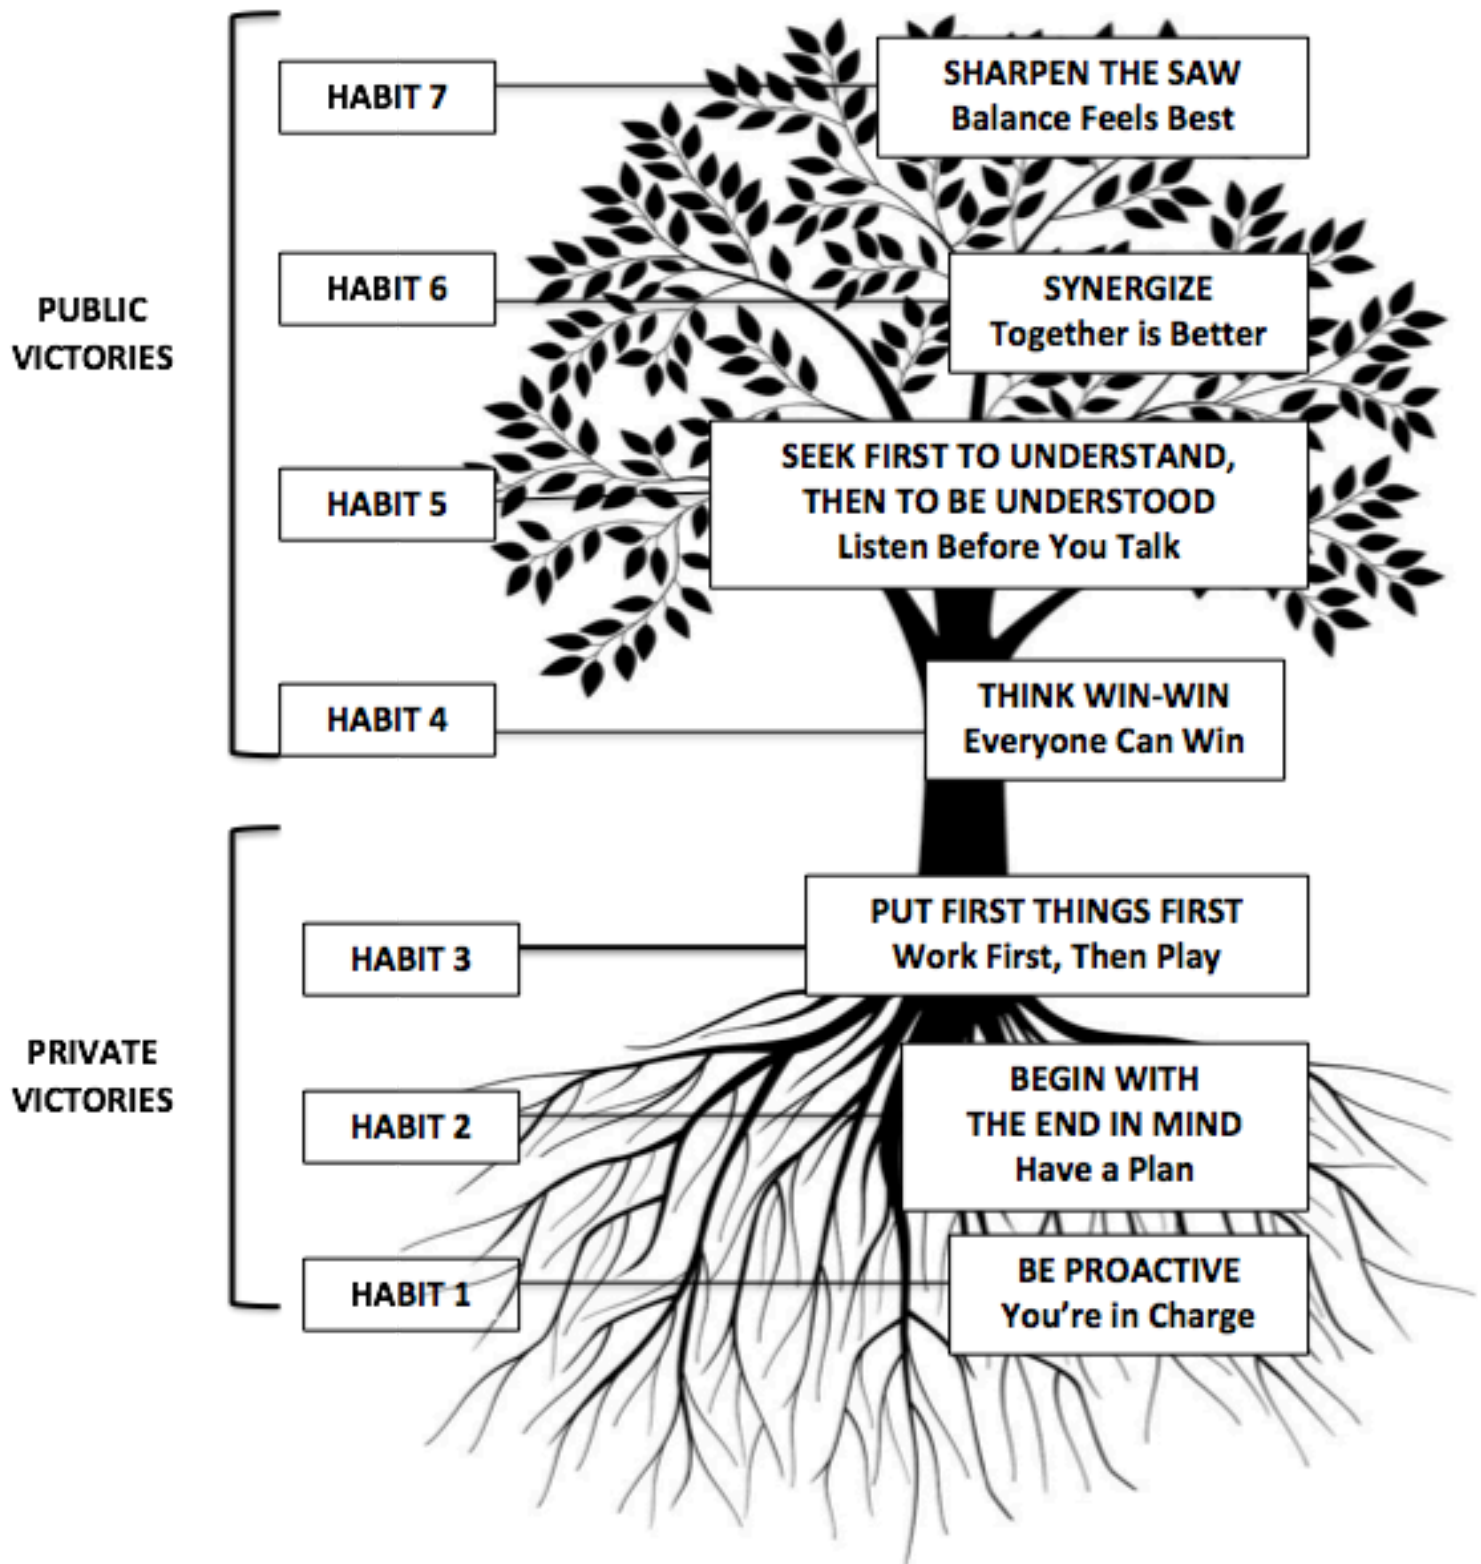 HABIT 7
SHARPEN THE SAW
Balance Feels Best
PUBLIC
VICTORIES
HABIT 6
SYNERGIZE
Together is Better
HABIT 5
SEEK FIRST TO UNDERSTAND,
THEN TO BE UNDERSTOOD
Listen Before You Talk
HABIT 4
THINK WIN-WIN
Everyone Can Win
HABIT 3
PUT FIRST THINGS FIRST
Work First, Then Play
PRIVATE
VICTORIES
HABIT 2
BEGIN WITH
THE END IN MIND
Have a Plan
HABIT 1
BE PROACTIVE
You’re in Charge